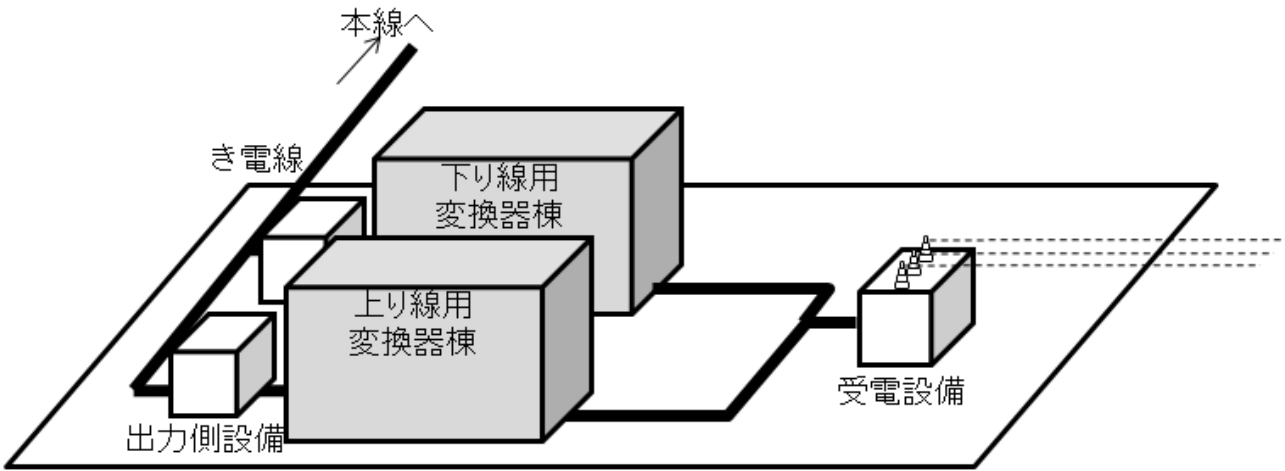 本線へ
き電線
下り線用
変換器棟
上り線用
変換器棟
受電設備
出力側設備